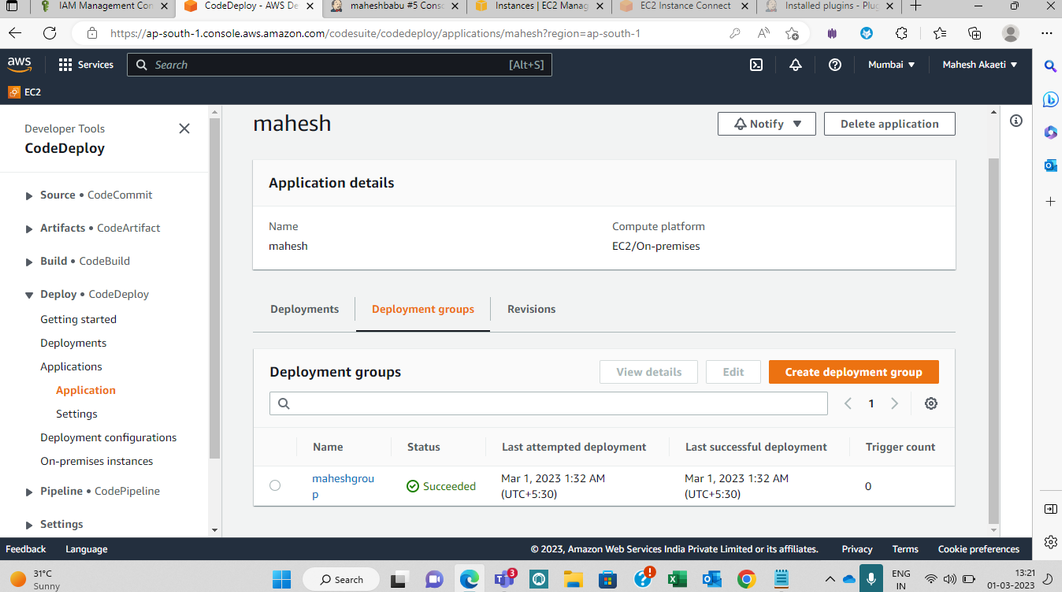 IAM Management Con
CodeDeploy - AWS De
maheshbabu #5 Conso
Instances | EC2 Manag
EC2 Instance Connect
Installed plugins - Plug
https://ap-south-1.console.aws.amazon.com/codesuite/codedeploy/applications/mahesh?region=ap-south-1
aws
Services
Search
[Alt+S]
Mumbai
Mahesh Akaeti
EC2
Developer Tools
CodeDeploy
Source • CodeCommit
Artifacts • CodeArtifact
Build • CodeBuild
Deploy • CodeDeploy
Getting started
Deployments
Applications
Application
Settings
Deployment configurations
On-premises instances
Pipeline • CodePipeline
Settings
mahesh
Notify
Delete application
Application details
Name
mahesh
Compute platform
EC2/On-premises
Deployments
Deployment groups
Revisions
Deployment groups
View details
Edit
Create deployment group
1
Name
Status
Last attempted deployment
Last successful deployment
Trigger count
maheshgrou
p
Succeeded
Mar 1, 2023 1:32 AM
(UTC+5:30)
Mar 1, 2023 1:32 AM
(UTC+5:30)
0
Feedback
Language
© 2023, Amazon Web Services India Private Limited or its affiliates.
Privacy
Terms
Cookie preferences
31°C
Sunny
Search
3
ENG
IN
13:21
01-03-2023